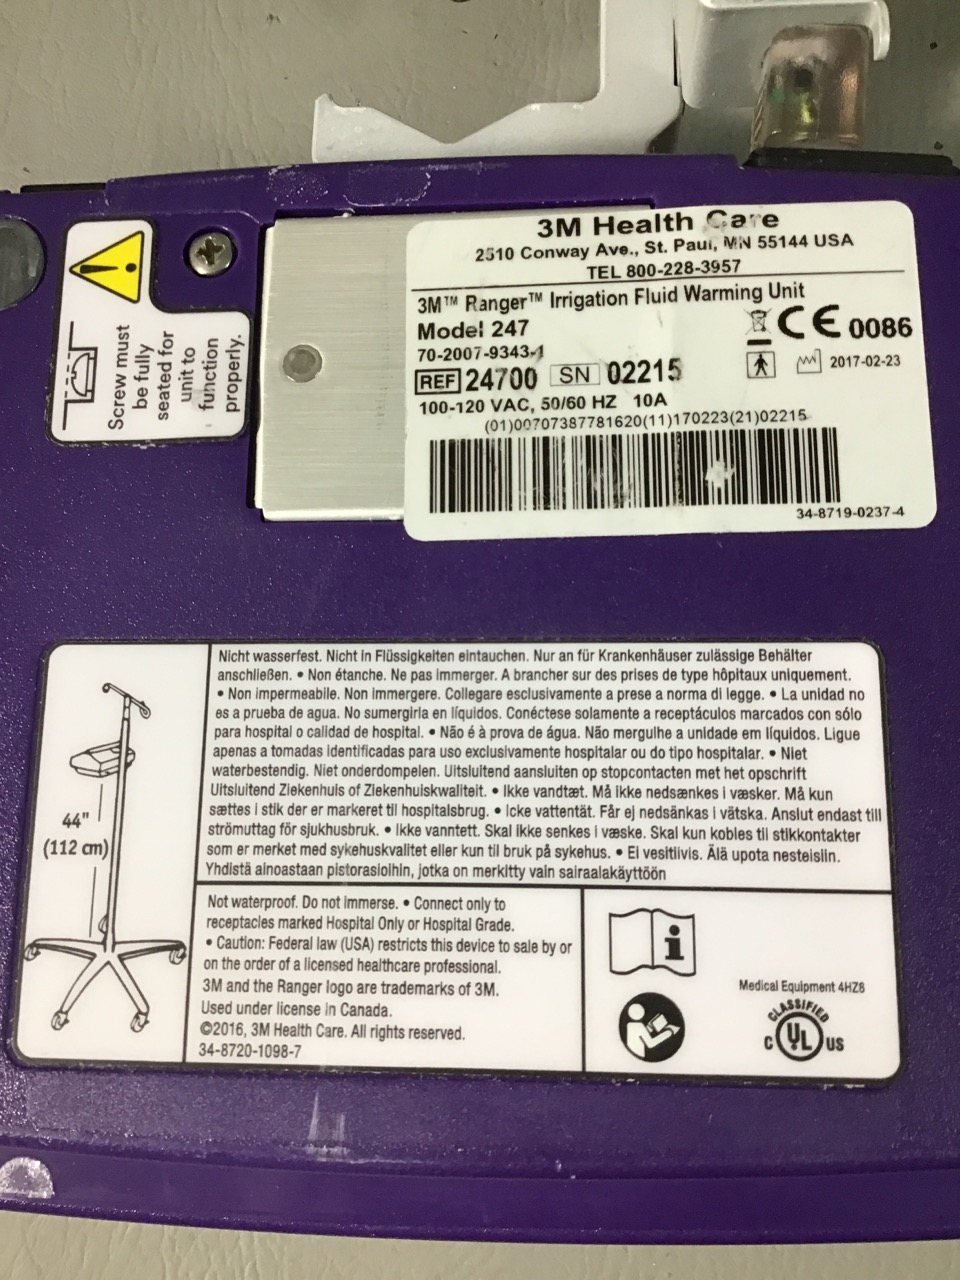 3M Health Care
2510 Conway Ave., St. Paul, MN 55144 USA
TEL 800-228-3957
3M™ Ranger™ Irrigation Fluid Warming Unit
Model 247
70-2007-9343-1
REF 24700 SN 02215
CE 0086
2017-02-23
100-120 VAC, 50/60 HZ 10A
(01)00707387781620(11)170223(21)02215
34-8719-0237-4
Screw must
be fully
seated for
unit to
function
properly.
Nicht wasserfest. Nicht in Flüssigkeiten eintauchen. Nur an für Krankenhäuser zulässige Behälter
anschließen. • Non étanche. Ne pas immerger. A brancher sur des prises de type hôpitaux uniquement.
• Non impermeabile. Non immergere. Collegare esclusivamente a prese a norma di legge. • La unidad no
es a prueba de agua. No sumergirla en líquidos. Conéctese solamente a receptáculos marcados con sólo
para hospital o calidad de hospital. • Não é à prova de água. Não mergulhe a unidade em líquidos. Ligue
apenas a tomadas identificadas para uso exclusivamente hospitalar ou do tipo hospitalar. • Niet
waterbestendig. Niet onderdompelen. Uitsluitend aansluiten op stopcontacten met het opschrift
Uitsluitend Ziekenhuis of Ziekenhuiskwaliteit. • Ikke vandtæt. Må ikke nedsænkes i væsker. Må kun
sættes i stik der er markeret til hospitalsbrug. • Icke vattentät. Får ej nedsänkas i vätska. Anslut endast till
strömuttag för sjukhusbruk. • Ikke vanntett. Skal ikke senkes i væske. Skal kun kobles til stikkontakter
som er merket med sykehuskvalitet eller kun til bruk på sykehus. • Ei vesitiivis. Älä upota nesteisiin.
Yhdistä ainoastaan pistorasioihin, jotka on merkitty vain sairaalakäyttöön
44"
(112 cm)
Not waterproof. Do not immerse. • Connect only to
receptacles marked Hospital Only or Hospital Grade.
• Caution: Federal law (USA) restricts this device to sale by or
on the order of a licensed healthcare professional.
3M and the Ranger logo are trademarks of 3M.
Used under license in Canada.
©2016, 3M Health Care. All rights reserved.
34-8720-1098-7
Medical Equipment 4HZ8
CLASSIFIED
C UL US